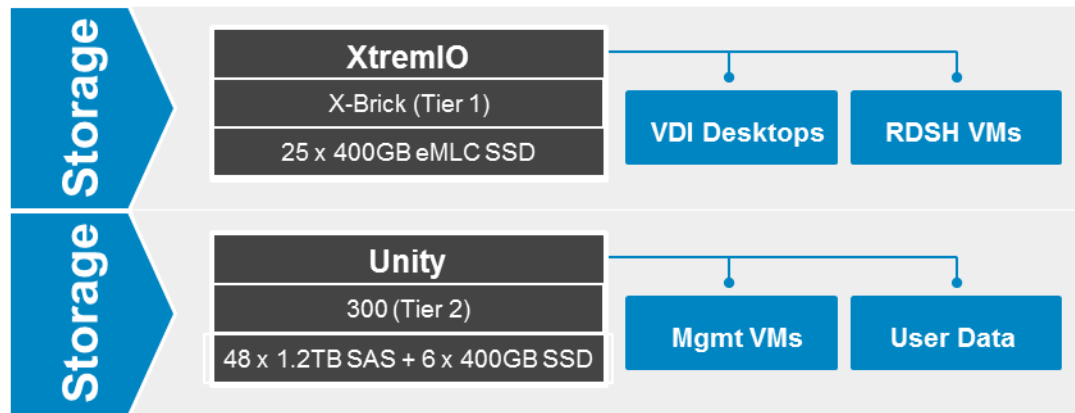 Storage
XtremIO
X-Brick (Tier 1)
25 x 400GB eMLC SSD
VDI Desktops
RDSH VMs
Storage
Unity
300 (Tier 2)
48 x 1.2TB SAS + 6 x 400GB SSD
Mgmt VMs
User Data